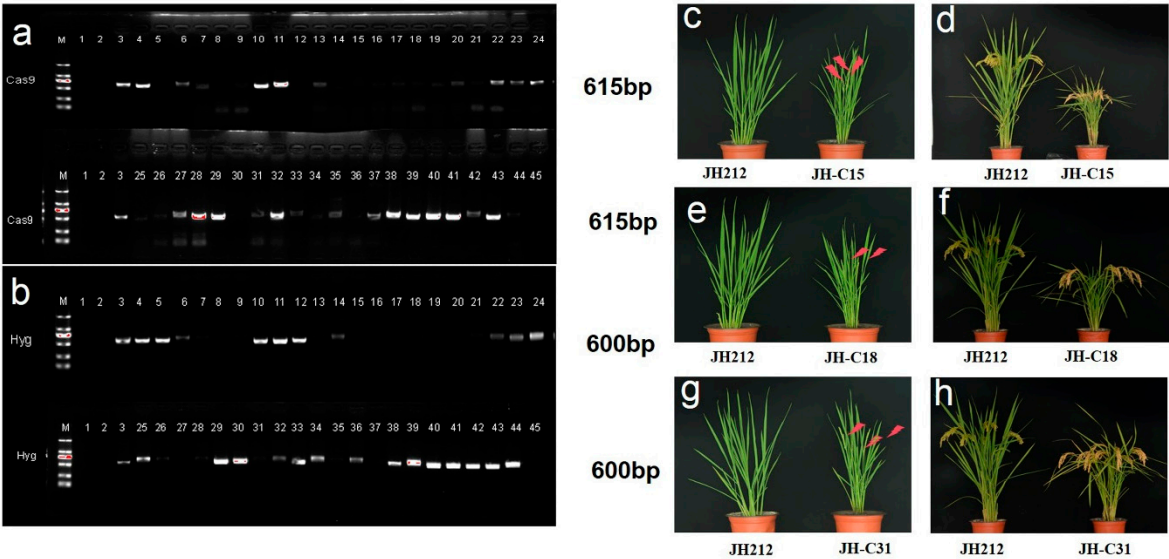 a
M 1 2 3 4 5 6 7 8 9 10 11 12 13 14 15 16 17 18 19 20 21 22 23 24
Cas9
615bp
M 1 2 3 25 26 27 28 29 30 31 32 33 34 35 36 37 38 39 40 41 42 43 44 45
Cas9
615bp
b
M 1 2 3 4 5 6 7 8 9 10 11 12 13 14 15 16 17 18 19 20 21 22 23 24
Hyg
600bp
M 1 2 3 25 26 27 28 29 30 31 32 33 34 35 36 37 38 39 40 41 42 43 44 45
Hyg
600bp
c
JH212 JH-C15
d
JH212 JH-C15
e
JH212 JH-C18
f
JH212 JH-C18
g
JH212 JH-C31
h
JH212 JH-C31